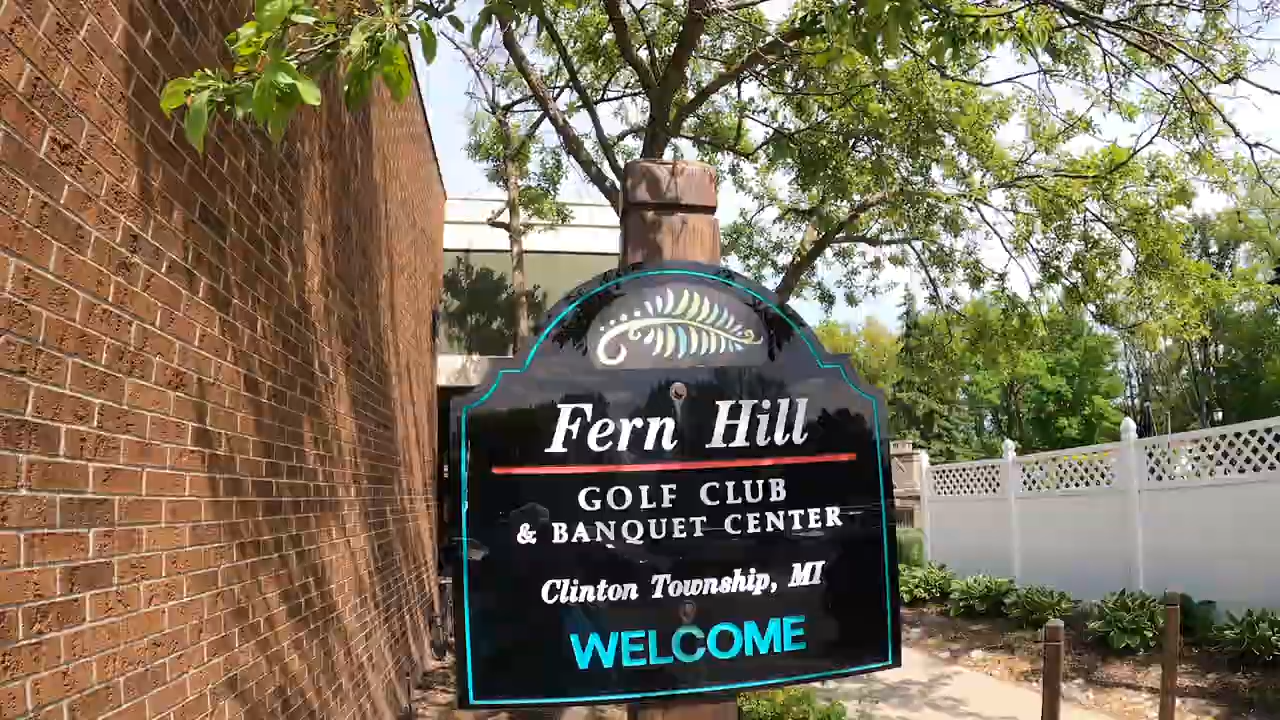 Fern Hill
GOLF CLUB
& BANQUET CENTER
Clinton Township, MI
WELCOME